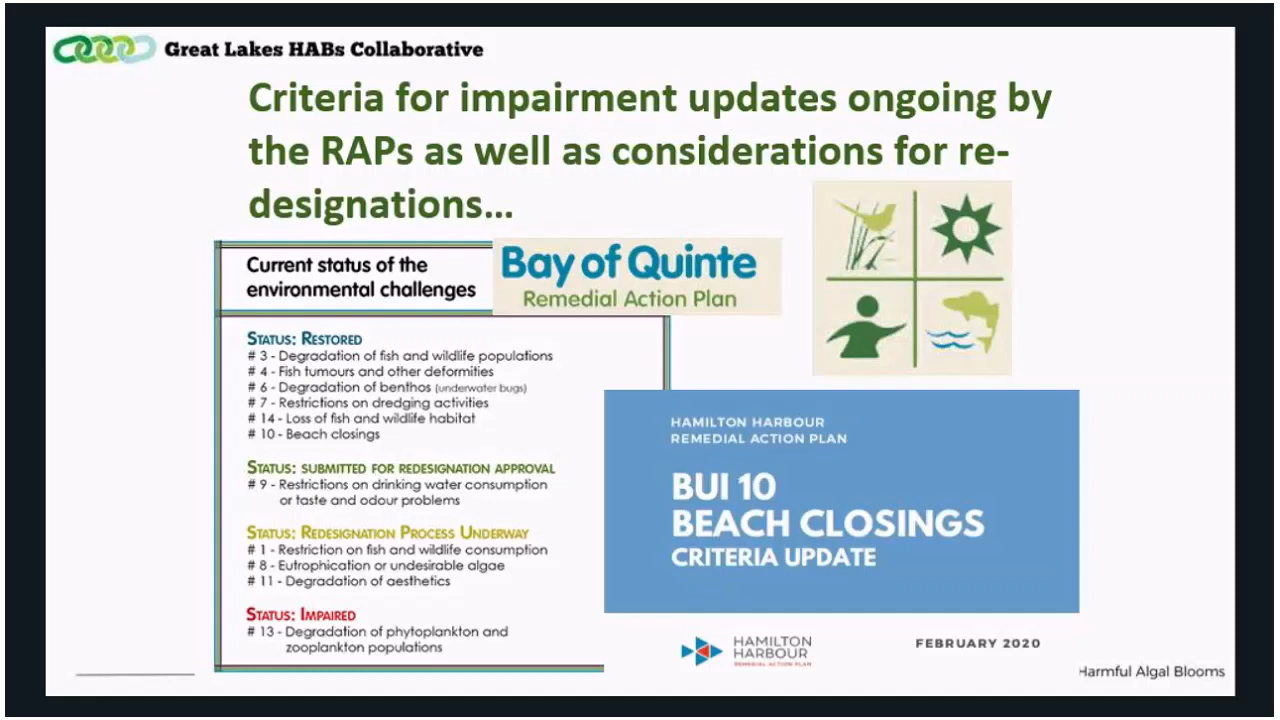 Great Lakes HABs Collaborative
Criteria for impairment updates ongoing by
the RAPs as well as considerations for re-
designations...
Current status of the
environmental challenges
Bay of Quinte
Remedial Action Plan
STATUS: RESTORED
# 3 - Degradation of fish and wildlife populations
# 4 - Fish tumours and other deformities
# 6 - Degradation of benthos (underwater bugs)
# 7 - Restrictions on dredging activities
# 14 - Loss of fish and wildlife habitat
# 10 - Beach closings
STATUS: SUBMITTED FOR REDESIGNATION APPROVAL
# 9 - Restrictions on drinking water consumption
or taste and odour problems
STATUS: REDESIGNATION PROCESS UNDERWAY
# 1 - Restriction on fish and wildlife consumption
# 8 - Eutrophication or undesirable algae
# 11 - Degradation of aesthetics
STATUS: IMPAIRED
# 13 - Degradation of phytoplankton and
zooplankton populations
HAMILTON HARBOUR
REMEDIAL ACTION PLAN
BUI 10
BEACH CLOSINGS
CRITERIA UPDATE
HAMILTON
HARBOUR
REMEDIAL ACTION PLAN
FEBRUARY 2020
Harmful Algal Blooms